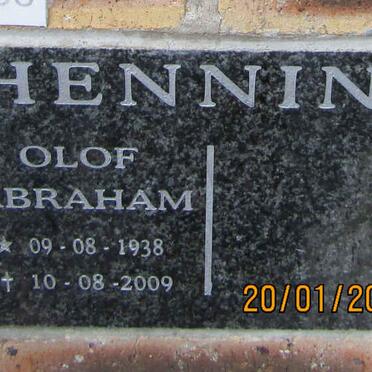 HENNIN
OLOF
ABRAHAM
* 09-08-1938
† 10-08-2009
20/01/20